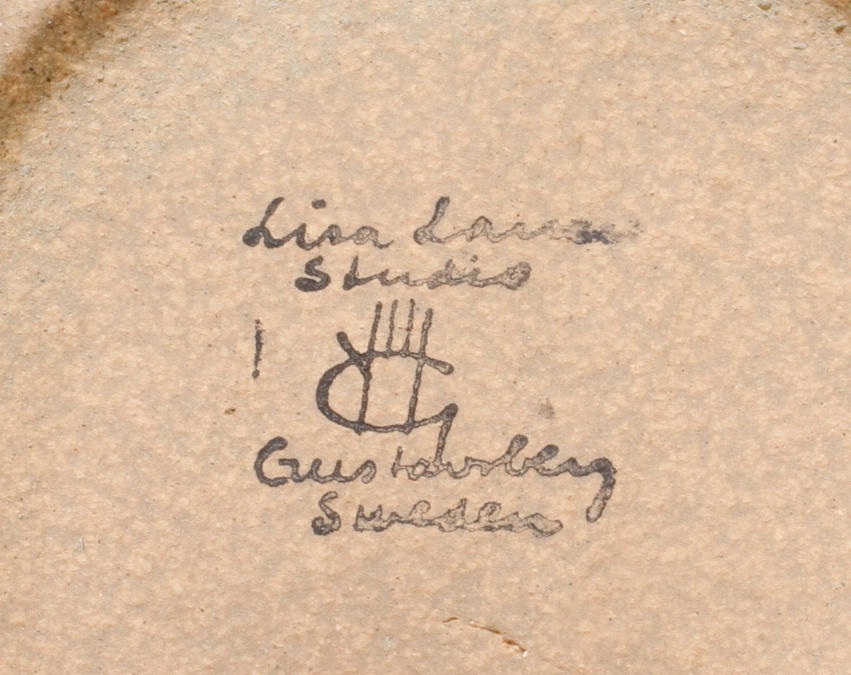 Lisa Larson
Studio
Gustavsberg
Sweden